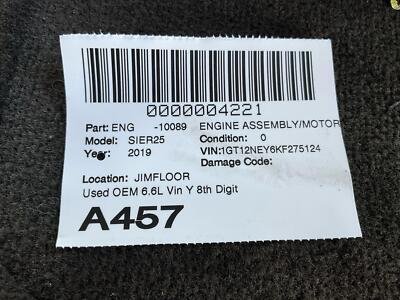 0000004221
Part: ENG -10089 ENGINE ASSEMBLY/MOTOR
Model: SIER25 Condition: 0
Year: 2019 VIN:1GT12NEY6KF275124
Damage Code:
Location: JIMFLOOR
Used OEM 6.6L Vin Y 8th Digit
A457